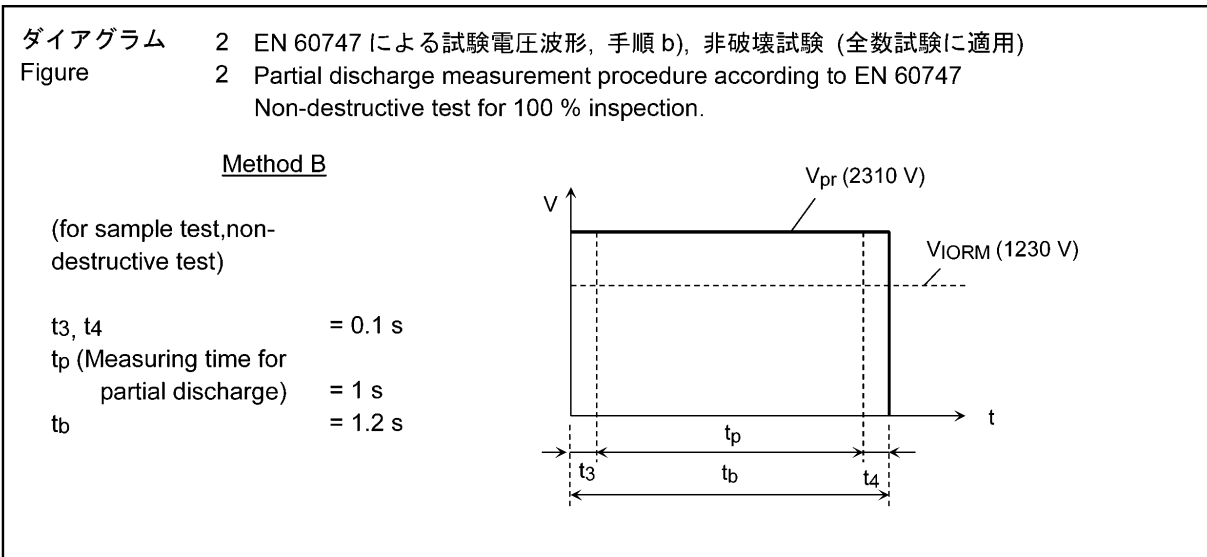 ダイアグラム 2 EN 60747 による試験電圧波形, 手順 b), 非破壊試験 (全数試験に適用)
Figure 2 Partial discharge measurement procedure according to EN 60747
Non-destructive test for 100 % inspection.
Method B
(for sample test,non-
destructive test)
t3, t4 = 0.1 s
tp (Measuring time for
partial discharge) = 1 s
tb = 1.2 s
Vpr (2310 V)
V
VIORM (1230 V)
t
tp
t3 tb t4